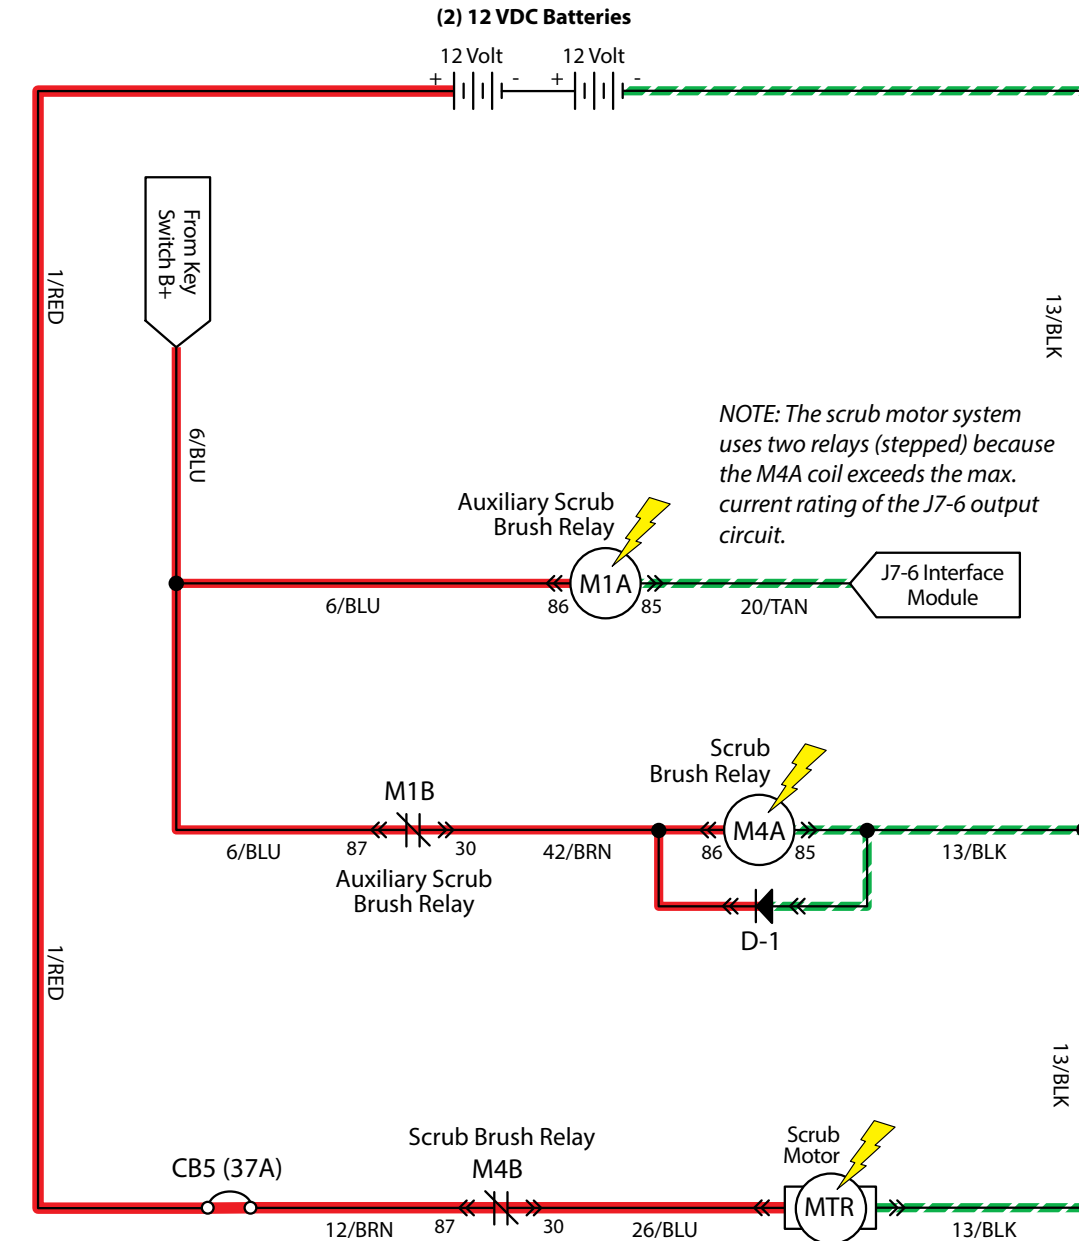 (2) 12 VDC Batteries
12 Volt
12 Volt
+
-
+
-
From Key
Switch B+
1/RED
13/BLK
6/BLU
NOTE: The scrub motor system
uses two relays (stepped) because
the M4A coil exceeds the max.
current rating of the J7-6 output
circuit.
Auxiliary Scrub
Brush Relay
M1A
J7-6 Interface
Module
6/BLU
86
85
20/TAN
Scrub
Brush Relay
M1B
M4A
6/BLU
87
30
42/BRN
86
85
13/BLK
Auxiliary Scrub
Brush Relay
D-1
1/RED
13/BLK
Scrub Brush Relay
M4B
Scrub
Motor
CB5 (37A)
MTR
12/BRN
87
30
26/BLU
13/BLK